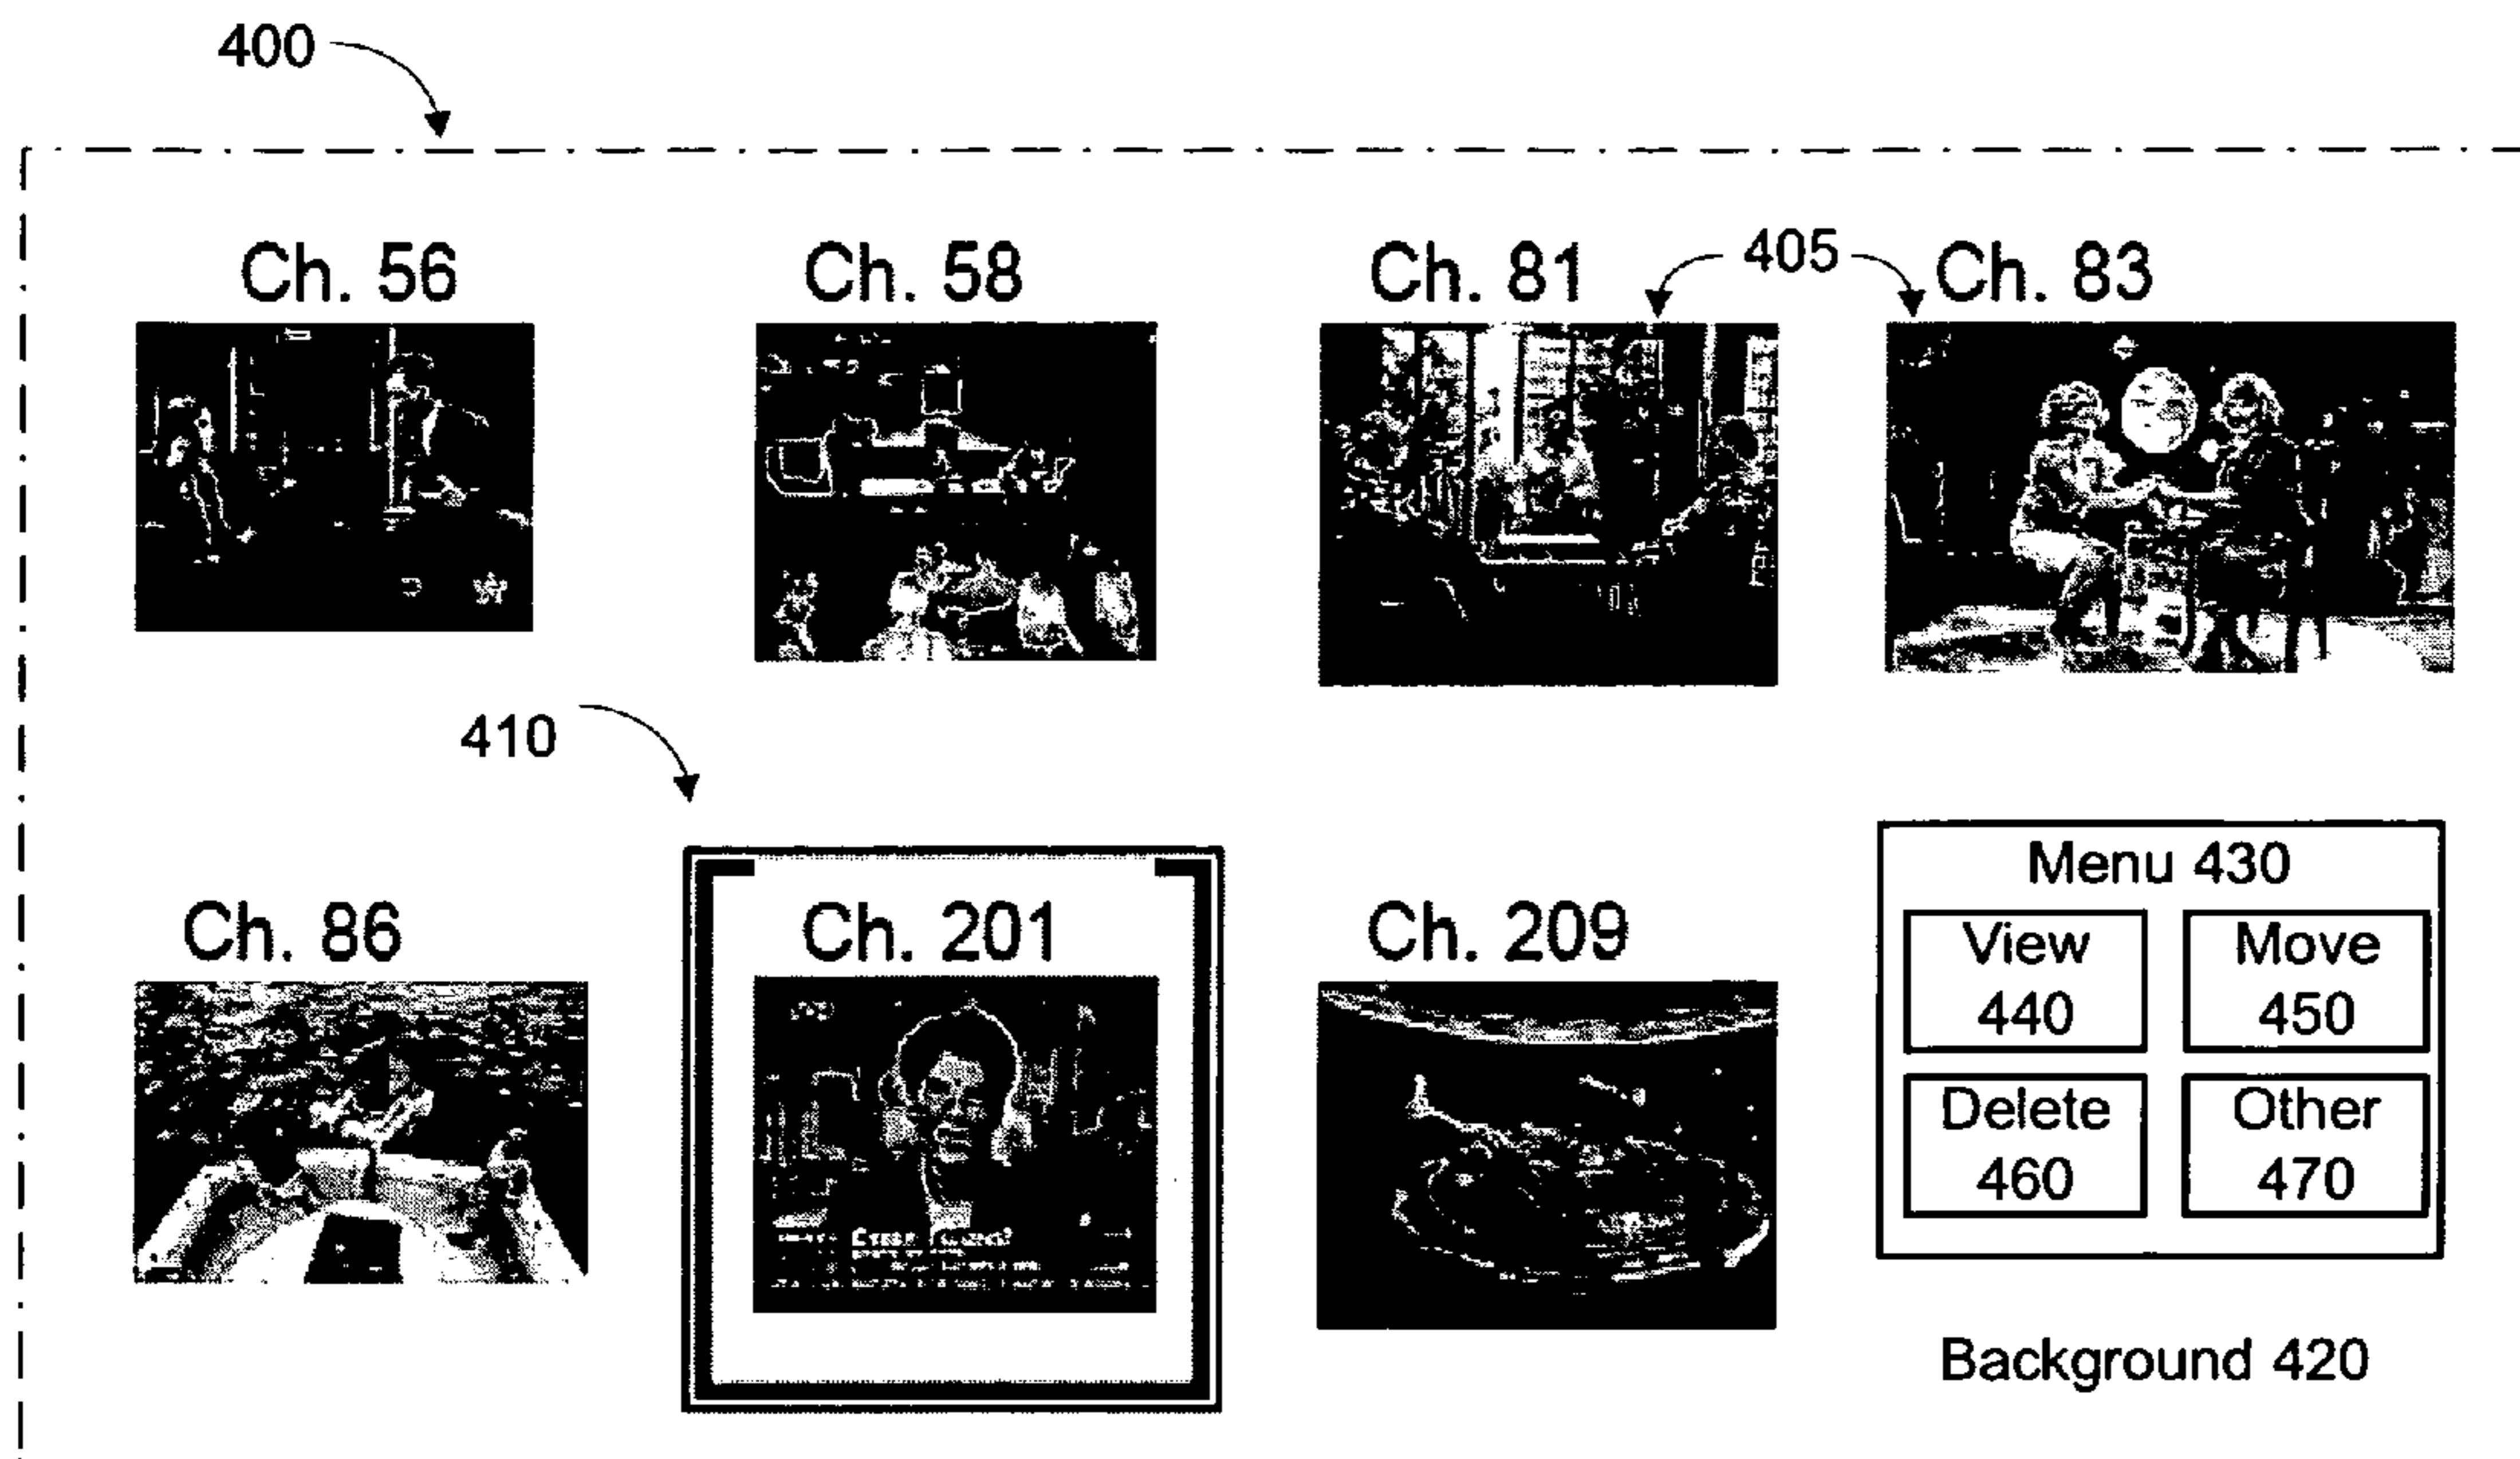 400
Ch. 56
Ch. 58
Ch. 81
405
Ch. 83
410
Ch. 86
Ch. 201
Ch. 209
Menu 430
View
440
Move
450
Delete
460
Other
470
Background 420